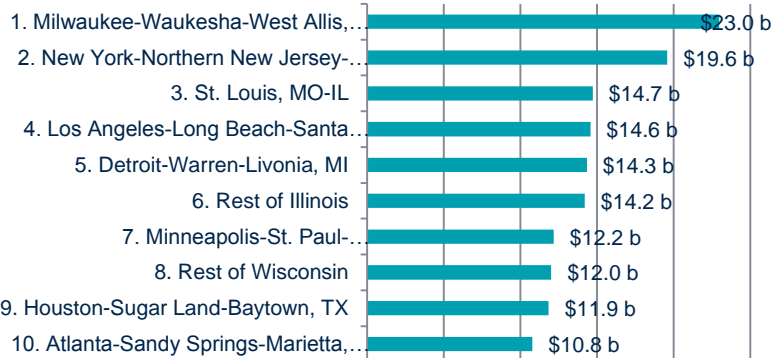 1. Milwaukee-Waukesha-West Allis,… $23.0 b
2. New York-Northern New Jersey-… $19.6 b
3. St. Louis, MO-IL $14.7 b
4. Los Angeles-Long Beach-Santa… $14.6 b
5. Detroit-Warren-Livonia, MI $14.3 b
6. Rest of Illinois $14.2 b
7. Minneapolis-St. Paul-… $12.2 b
8. Rest of Wisconsin $12.0 b
9. Houston-Sugar Land-Baytown, TX $11.9 b
10. Atlanta-Sandy Springs-Marietta,… $10.8 b